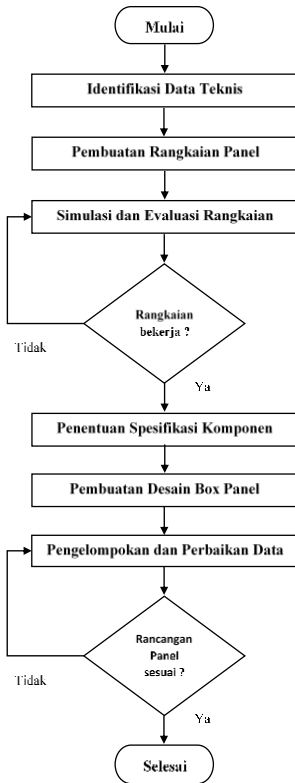 Mulai
Identifikasi Data Teknis
Pembuatan Rangkaian Panel
Simulasi dan Evaluasi Rangkaian
Rangkaian
bekerja ?
Tidak
Ya
Penentuan Spesifikasi Komponen
Pembuatan Desain Box Panel
Pengelompokan dan Perbaikan Data
Rancangan
Panel
sesuai ?
Tidak
Ya
Selesai